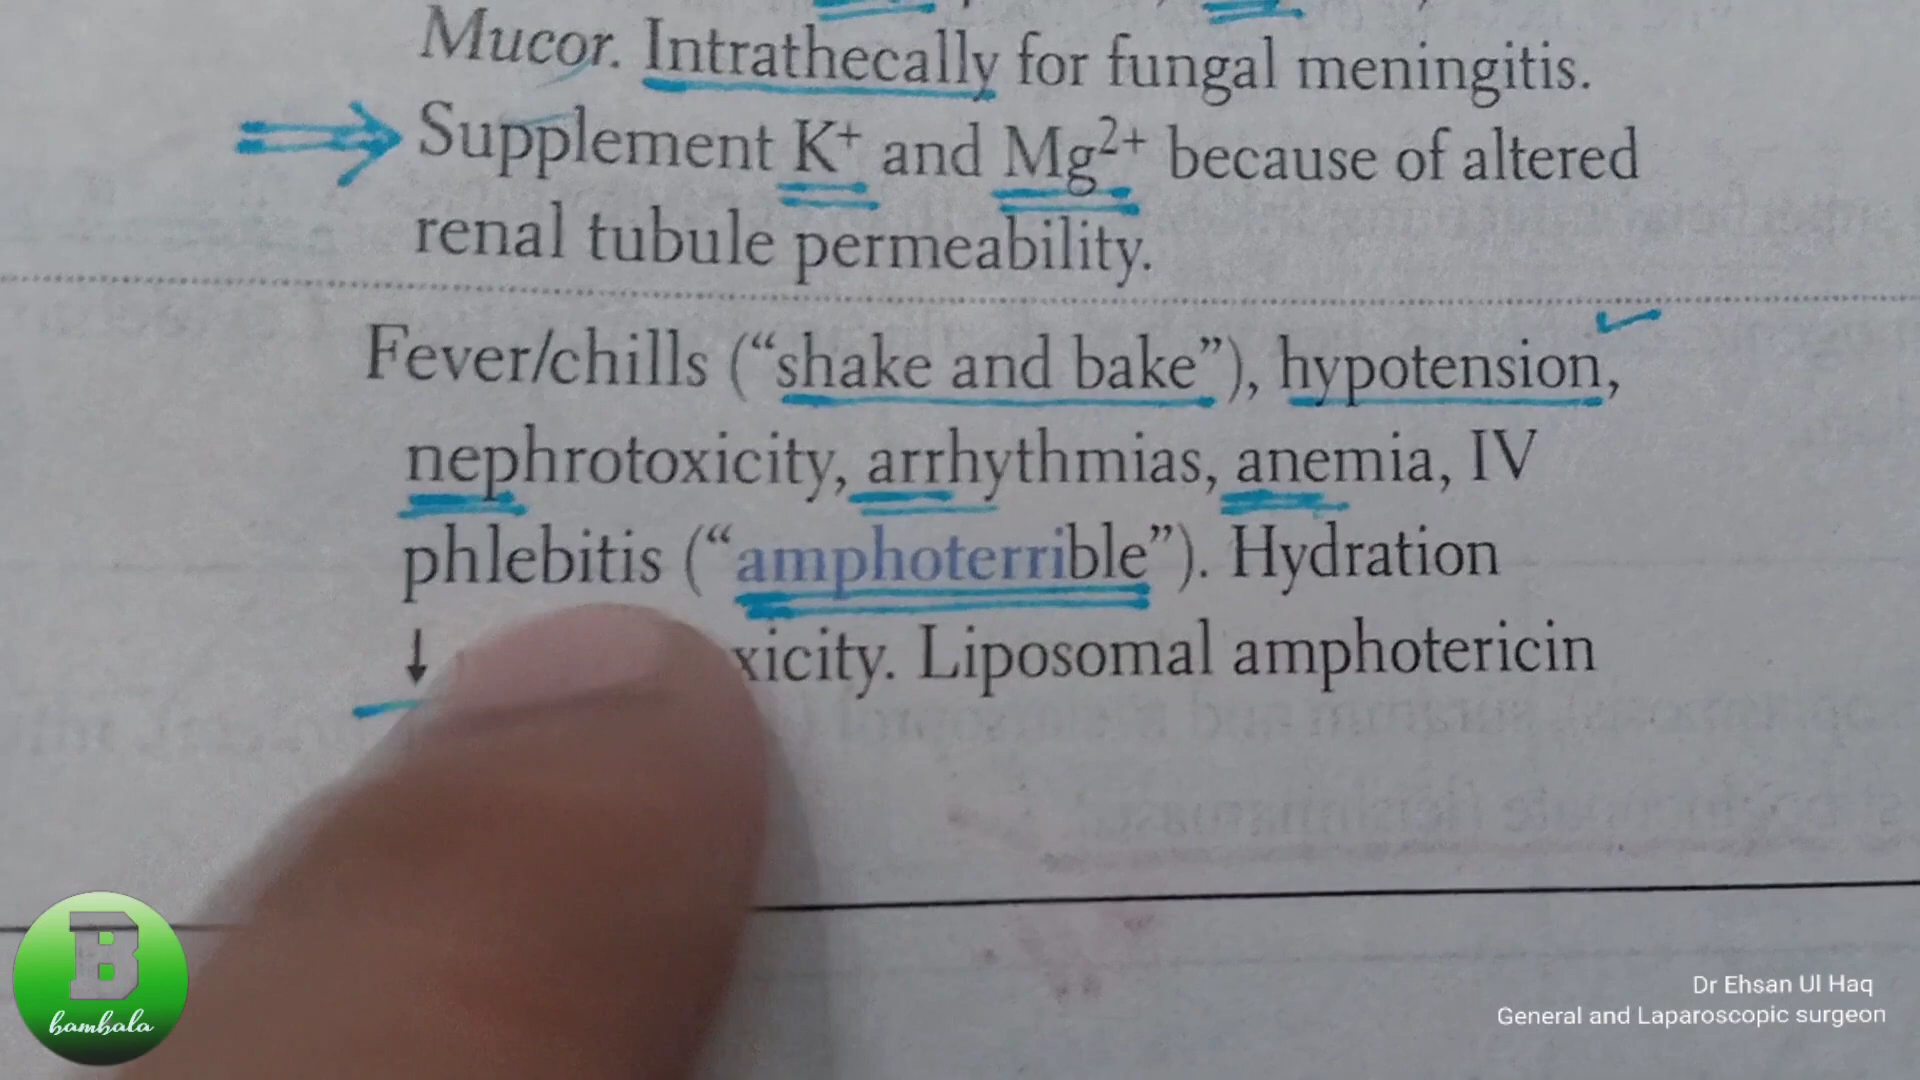 Mucor. Intrathecally for fungal meningitis.
Supplement K⁺ and Mg²⁺ because of altered
renal tubule permeability.
Fever/chills (“shake and bake”), hypotension,
nephrotoxicity, arrhythmias, anemia, IV
phlebitis (“amphoterrible”). Hydration
↓ xicity. Liposomal amphotericin
B
bambala
Dr Ehsan Ul Haq
General and Laparoscopic surgeon